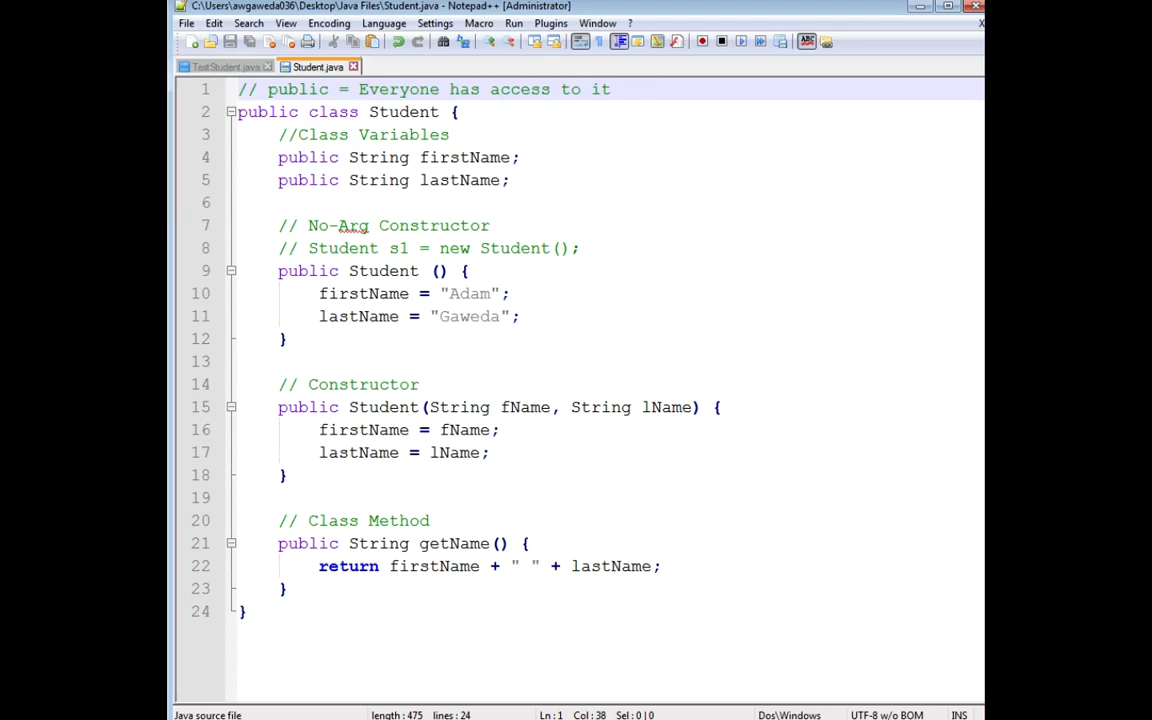 C:\Users\awgaweda036\Desktop\Java Files\Student.java - Notepad++ [Administrator]
File Edit Search View Encoding Language Settings Macro Run Plugins Window ? X
TestStudent.java Student.java
1 // public = Everyone has access to it
2 public class Student {
3 //Class Variables
4 public String firstName;
5 public String lastName;
6
7 // No-Arg Constructor
8 // Student s1 = new Student();
9 public Student () {
10 firstName = "Adam";
11 lastName = "Gaweda";
12 }
13
14 // Constructor
15 public Student(String fName, String lName) {
16 firstName = fName;
17 lastName = lName;
18 }
19
20 // Class Method
21 public String getName() {
22 return firstName + " " + lastName;
23 }
24 }
Java source file length : 475 lines : 24 Ln : 1 Col : 38 Sel : 0 | 0 Dos\Windows UTF-8 w/o BOM INS